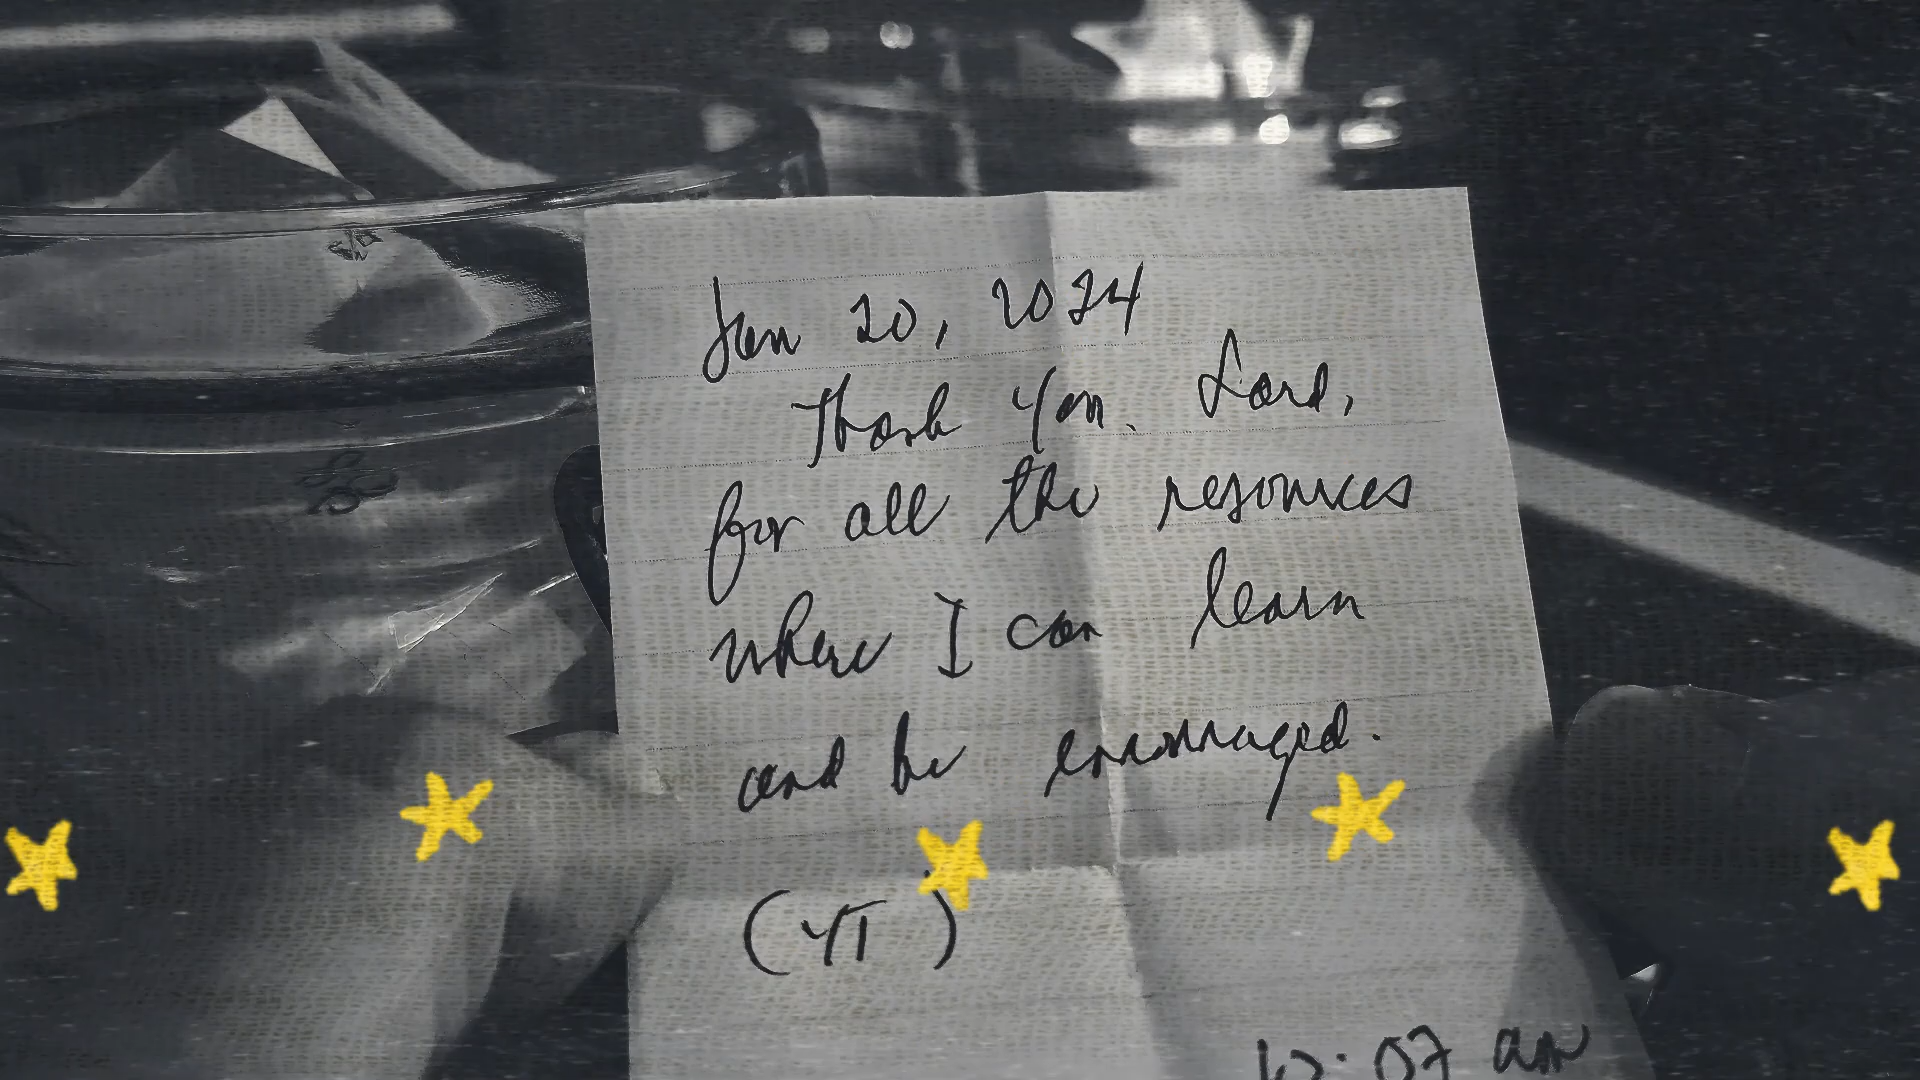 Jan 20, 2024
Thank You, Lord,
for all the resources
where I can learn
and be encouraged.
(YT)
12:07 am